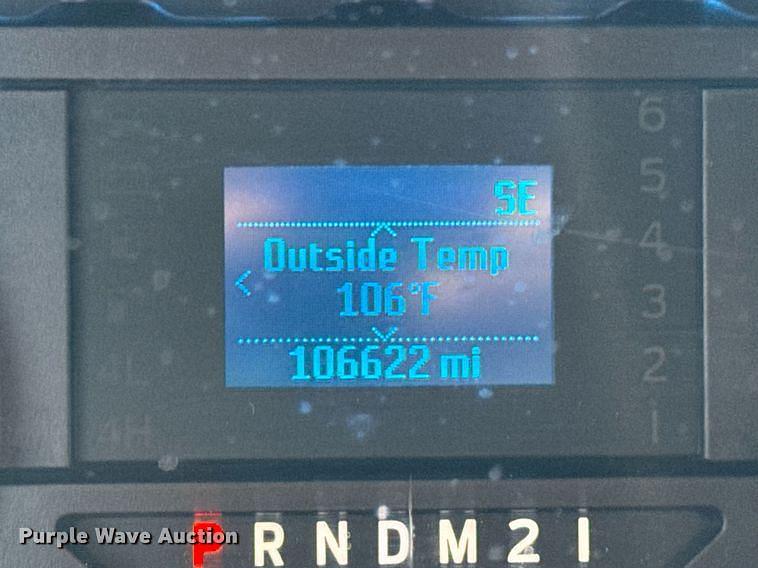 6
5
SE
4
Outside Temp
106°F
3
106622 mi
2
1
4H
P R N D M 2 1
Purple Wave Auction